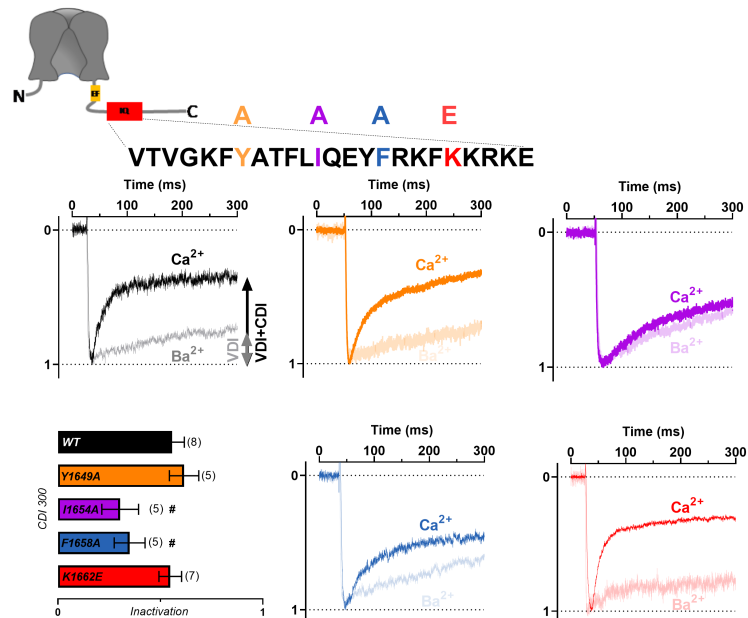 EF
N
IQ
C
A A A E
VTVGKFYATFLIQEYFRKFKKRKE
Time (ms)
0 100 200 300
0
Ca2+
Ba2+
VDI
VDI+CDI
1
Time (ms)
0 100 200 300
0
Ca2+
Ba2+
1
Time (ms)
0 100 200 300
0
Ca2+
Ba2+
1
CDI 300
WT (8)
Y1649A (5)
I1654A (5) #
F1658A (5) #
K1662E (7)
0 1
Inactivation
Time (ms)
0 100 200 300
0
Ca2+
Ba2+
1
Time (ms)
0 100 200 300
0
Ca2+
Ba2+
1